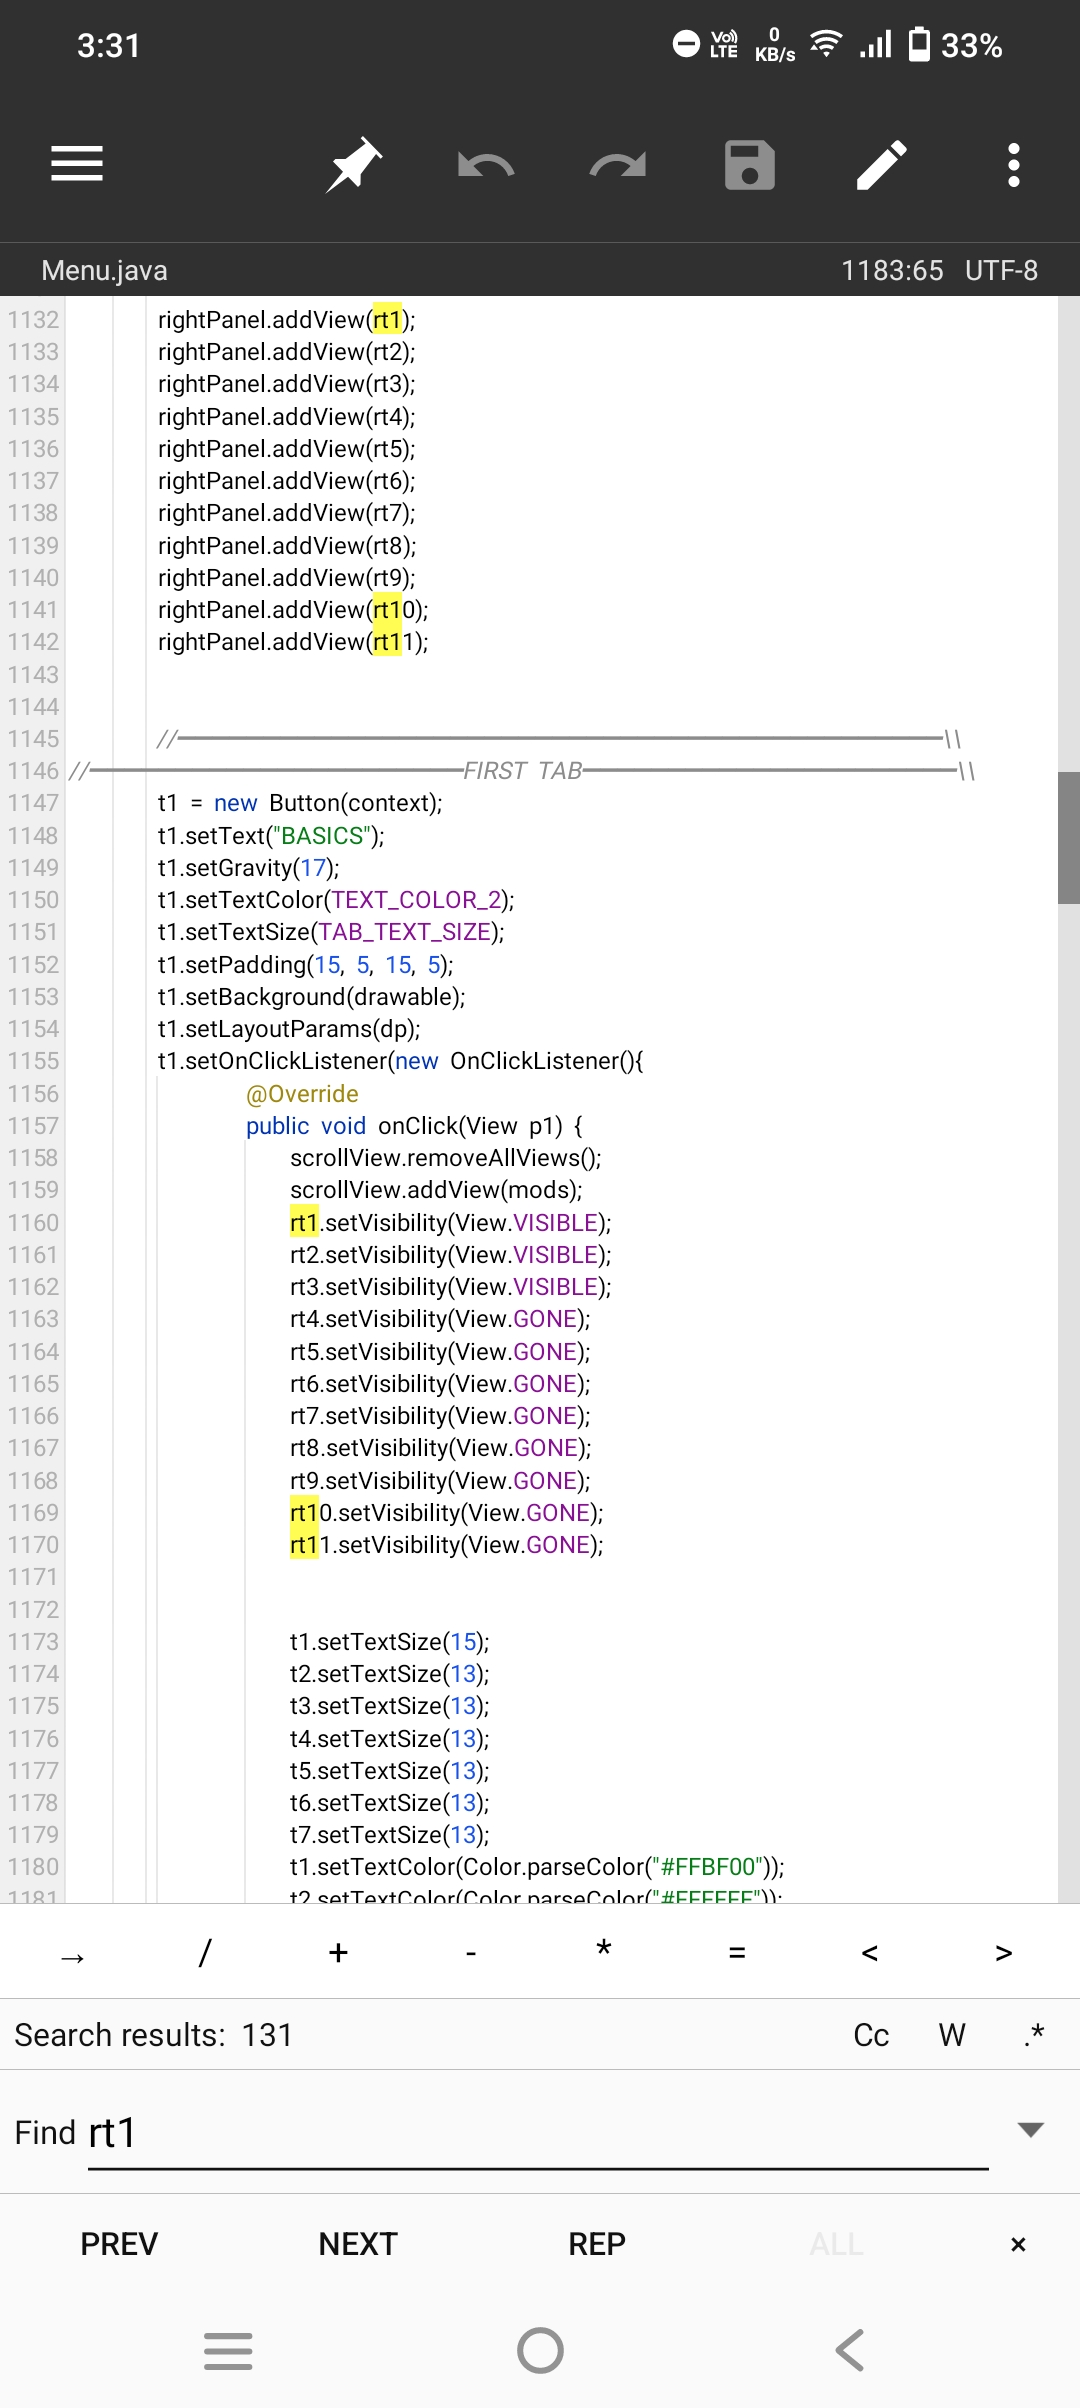 3:31
Vo)) LTE 0 KB/s 33%
Menu.java 1183:65 UTF-8
1132 rightPanel.addView(rt1);
1133 rightPanel.addView(rt2);
1134 rightPanel.addView(rt3);
1135 rightPanel.addView(rt4);
1136 rightPanel.addView(rt5);
1137 rightPanel.addView(rt6);
1138 rightPanel.addView(rt7);
1139 rightPanel.addView(rt8);
1140 rightPanel.addView(rt9);
1141 rightPanel.addView(rt10);
1142 rightPanel.addView(rt11);
1143
1144
1145 //——————————————————————\\
1146 //———————————FIRST TAB———————————\\
1147 t1 = new Button(context);
1148 t1.setText("BASICS");
1149 t1.setGravity(17);
1150 t1.setTextColor(TEXT_COLOR_2);
1151 t1.setTextSize(TAB_TEXT_SIZE);
1152 t1.setPadding(15, 5, 15, 5);
1153 t1.setBackground(drawable);
1154 t1.setLayoutParams(dp);
1155 t1.setOnClickListener(new OnClickListener(){
1156 @Override
1157 public void onClick(View p1) {
1158 scrollView.removeAllViews();
1159 scrollView.addView(mods);
1160 rt1.setVisibility(View.VISIBLE);
1161 rt2.setVisibility(View.VISIBLE);
1162 rt3.setVisibility(View.VISIBLE);
1163 rt4.setVisibility(View.GONE);
1164 rt5.setVisibility(View.GONE);
1165 rt6.setVisibility(View.GONE);
1166 rt7.setVisibility(View.GONE);
1167 rt8.setVisibility(View.GONE);
1168 rt9.setVisibility(View.GONE);
1169 rt10.setVisibility(View.GONE);
1170 rt11.setVisibility(View.GONE);
1171
1172
1173 t1.setTextSize(15);
1174 t2.setTextSize(13);
1175 t3.setTextSize(13);
1176 t4.setTextSize(13);
1177 t5.setTextSize(13);
1178 t6.setTextSize(13);
1179 t7.setTextSize(13);
1180 t1.setTextColor(Color.parseColor("#FFBF00"));
1181 t2.setTextColor(Color.parseColor("#FFFFFF"));
→ / + - * = < >
Search results: 131 Cc W .*
Find rt1
PREV NEXT REP ALL ×